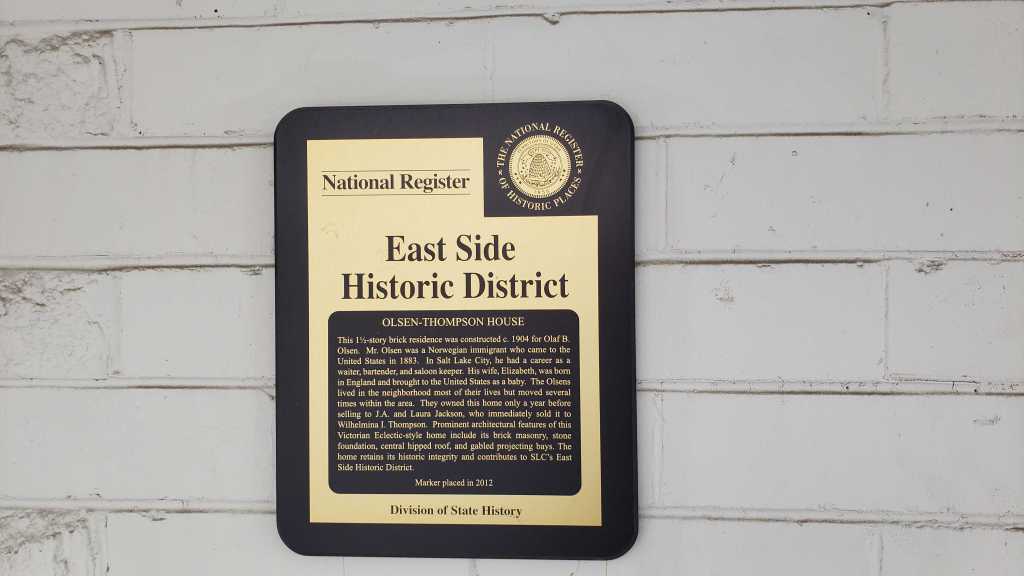 National Register
THE NATIONAL REGISTER
OF HISTORIC PLACES
East Side
Historic District
OLSEN-THOMPSON HOUSE
This 1½-story brick residence was constructed c. 1904 for Olaf B.
Olsen. Mr. Olsen was a Norwegian immigrant who came to the
United States in 1883. In Salt Lake City, he had a career as a
waiter, bartender, and saloon keeper. His wife, Elizabeth, was born
in England and brought to the United States as a baby. The Olsens
lived in the neighborhood most of their lives but moved several
times within the area. They owned this home only a year before
selling to J.A. and Laura Jackson, who immediately sold it to
Wilhelmina I. Thompson. Prominent architectural features of this
Victorian Eclectic-style home include its brick masonry, stone
foundation, central hipped roof, and gabled projecting bays. The
home retains its historic integrity and contributes to SLC's East
Side Historic District.
Marker placed in 2012
Division of State History